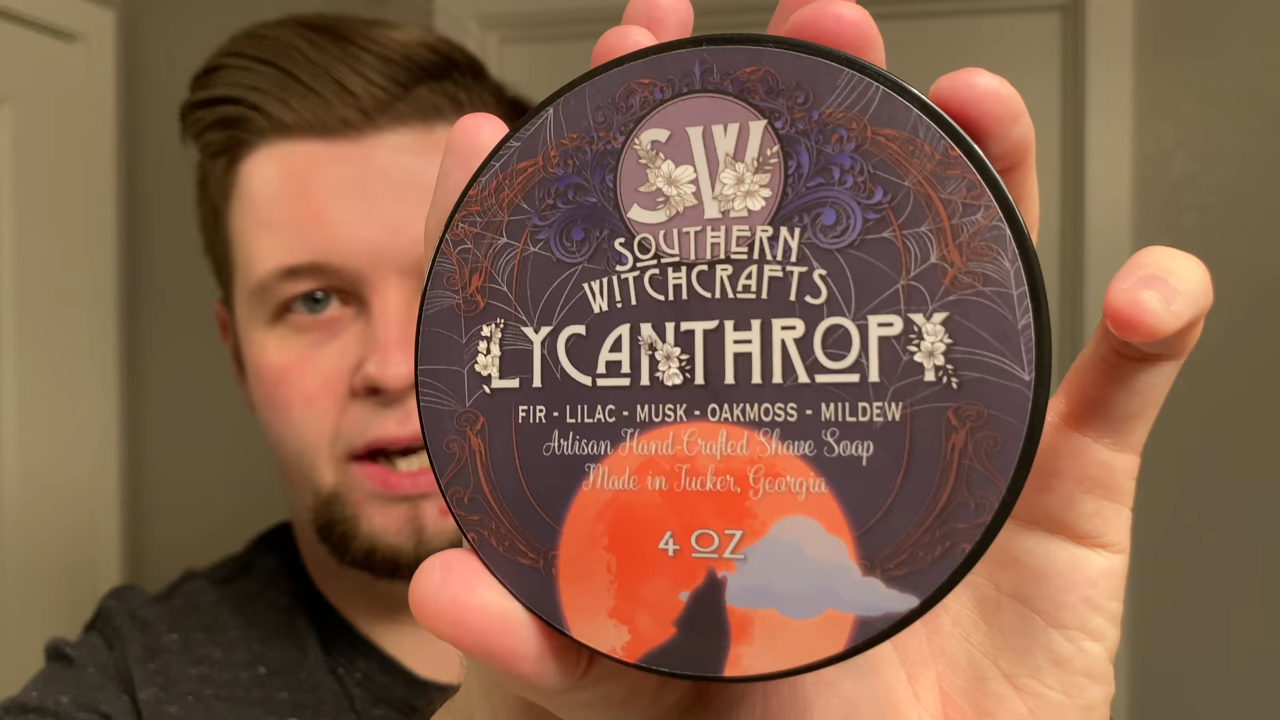 SW
SOUTHERN
WITCHCRAFTS
LYCANTHROPY
FIR - LILAC - MUSK - OAKMOSS - MILDEW
Artisan Hand-Crafted Shave Soap
Made in Tucker, Georgia
4 OZ